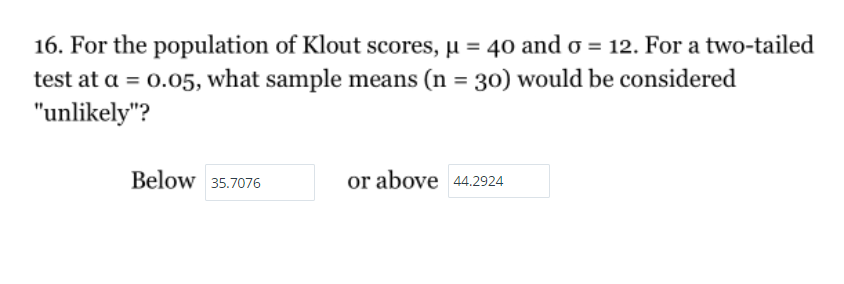 16. For the population of Klout scores, μ = 40 and σ = 12. For a two-tailed
test at α = 0.05, what sample means (n = 30) would be considered
"unlikely"?
Below 35.7076 or above 44.2924